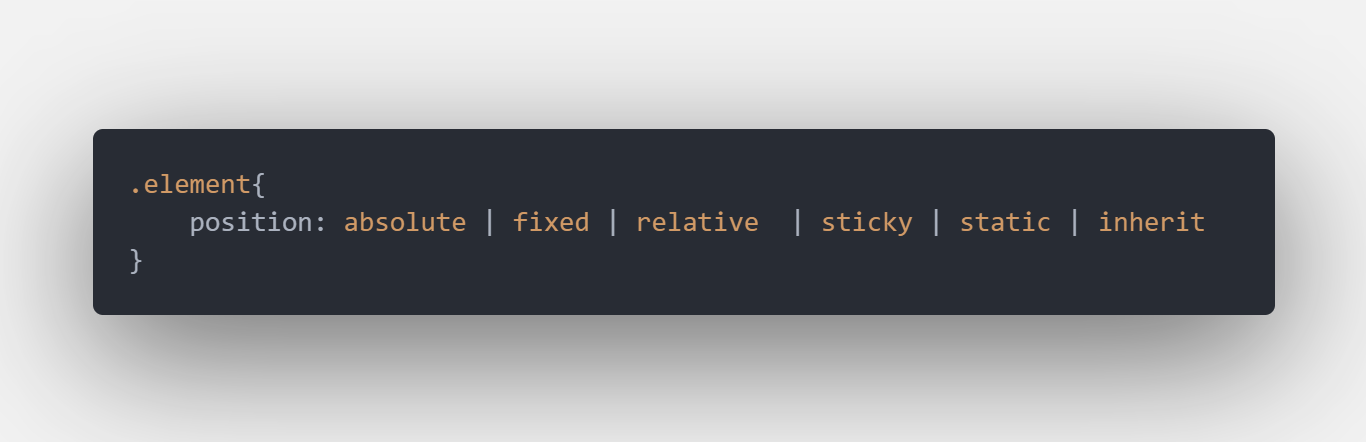 .element{
    position: absolute | fixed | relative  | sticky | static | inherit
}